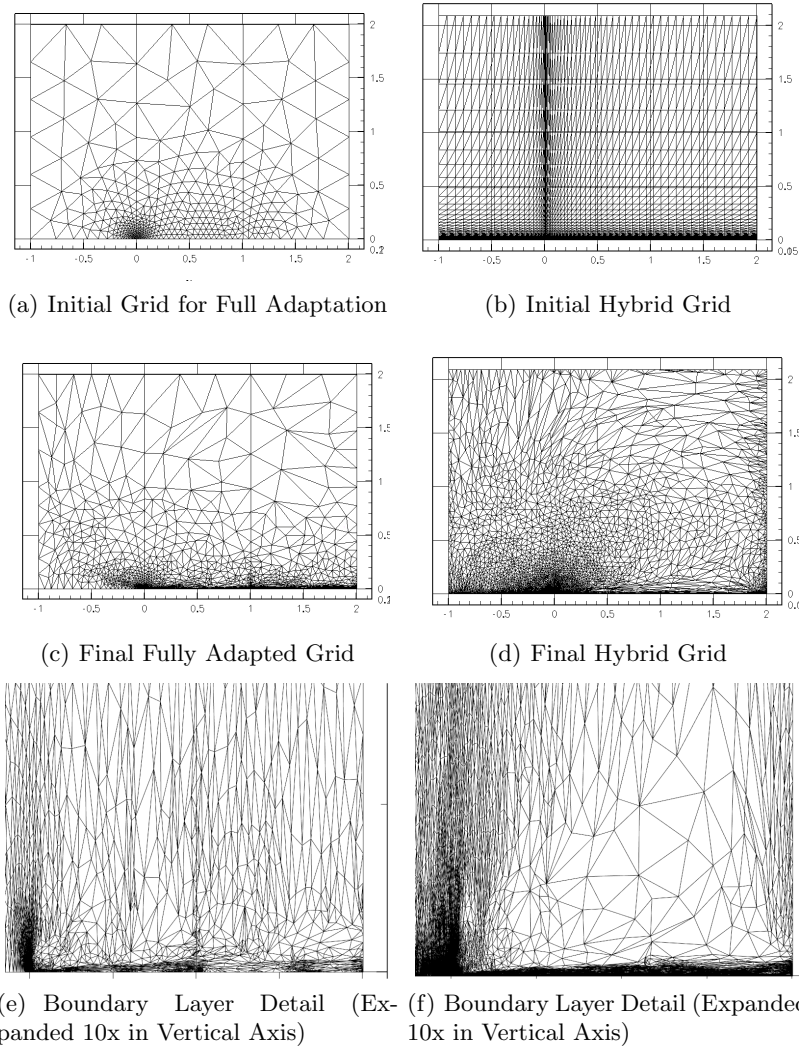 2
1.5
1
0.5
0
-1 -0.5 0 0.5 1 1.5 2
(a) Initial Grid for Full Adaptation
2
1.5
1
0.5
0
-1 -0.5 0 0.5 1 1.5 2
(b) Initial Hybrid Grid
2
1.5
1
0.5
0
-1 -0.5 0 0.5 1 1.5 2
(c) Final Fully Adapted Grid
2
1.5
1
0.5
0
-1 -0.5 0 0.5 1 1.5 2
(d) Final Hybrid Grid
(e) Boundary Layer Detail (Ex-
panded 10x in Vertical Axis)
(f) Boundary Layer Detail (Expanded
10x in Vertical Axis)